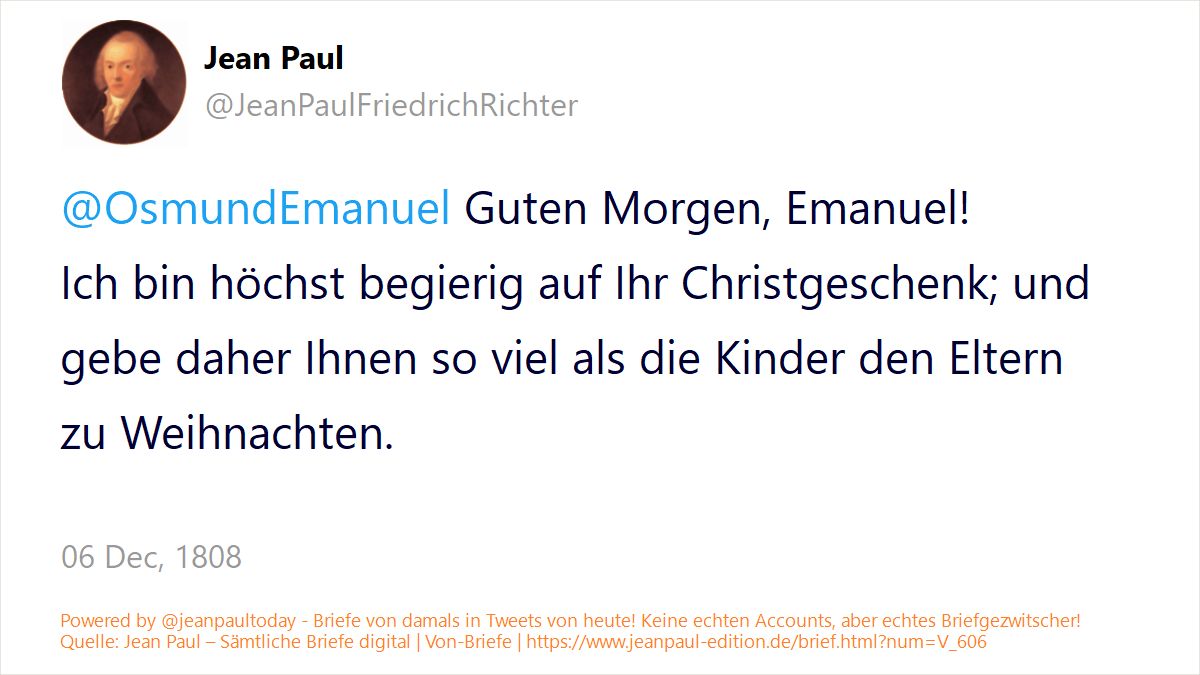 Jean Paul
@JeanPaulFriedrichRichter
@OsmundEmanuel Guten Morgen, Emanuel!
Ich bin höchst begierig auf Ihr Christgeschenk; und
gebe daher Ihnen so viel als die Kinder den Eltern
zu Weihnachten.
06 Dec, 1808
Powered by @jeanpaultoday - Briefe von damals in Tweets von heute! Keine echten Accounts, aber echtes Briefgezwitscher!
Quelle: Jean Paul – Sämtliche Briefe digital | Von-Briefe | https://www.jeanpaul-edition.de/brief.html?num=V_606